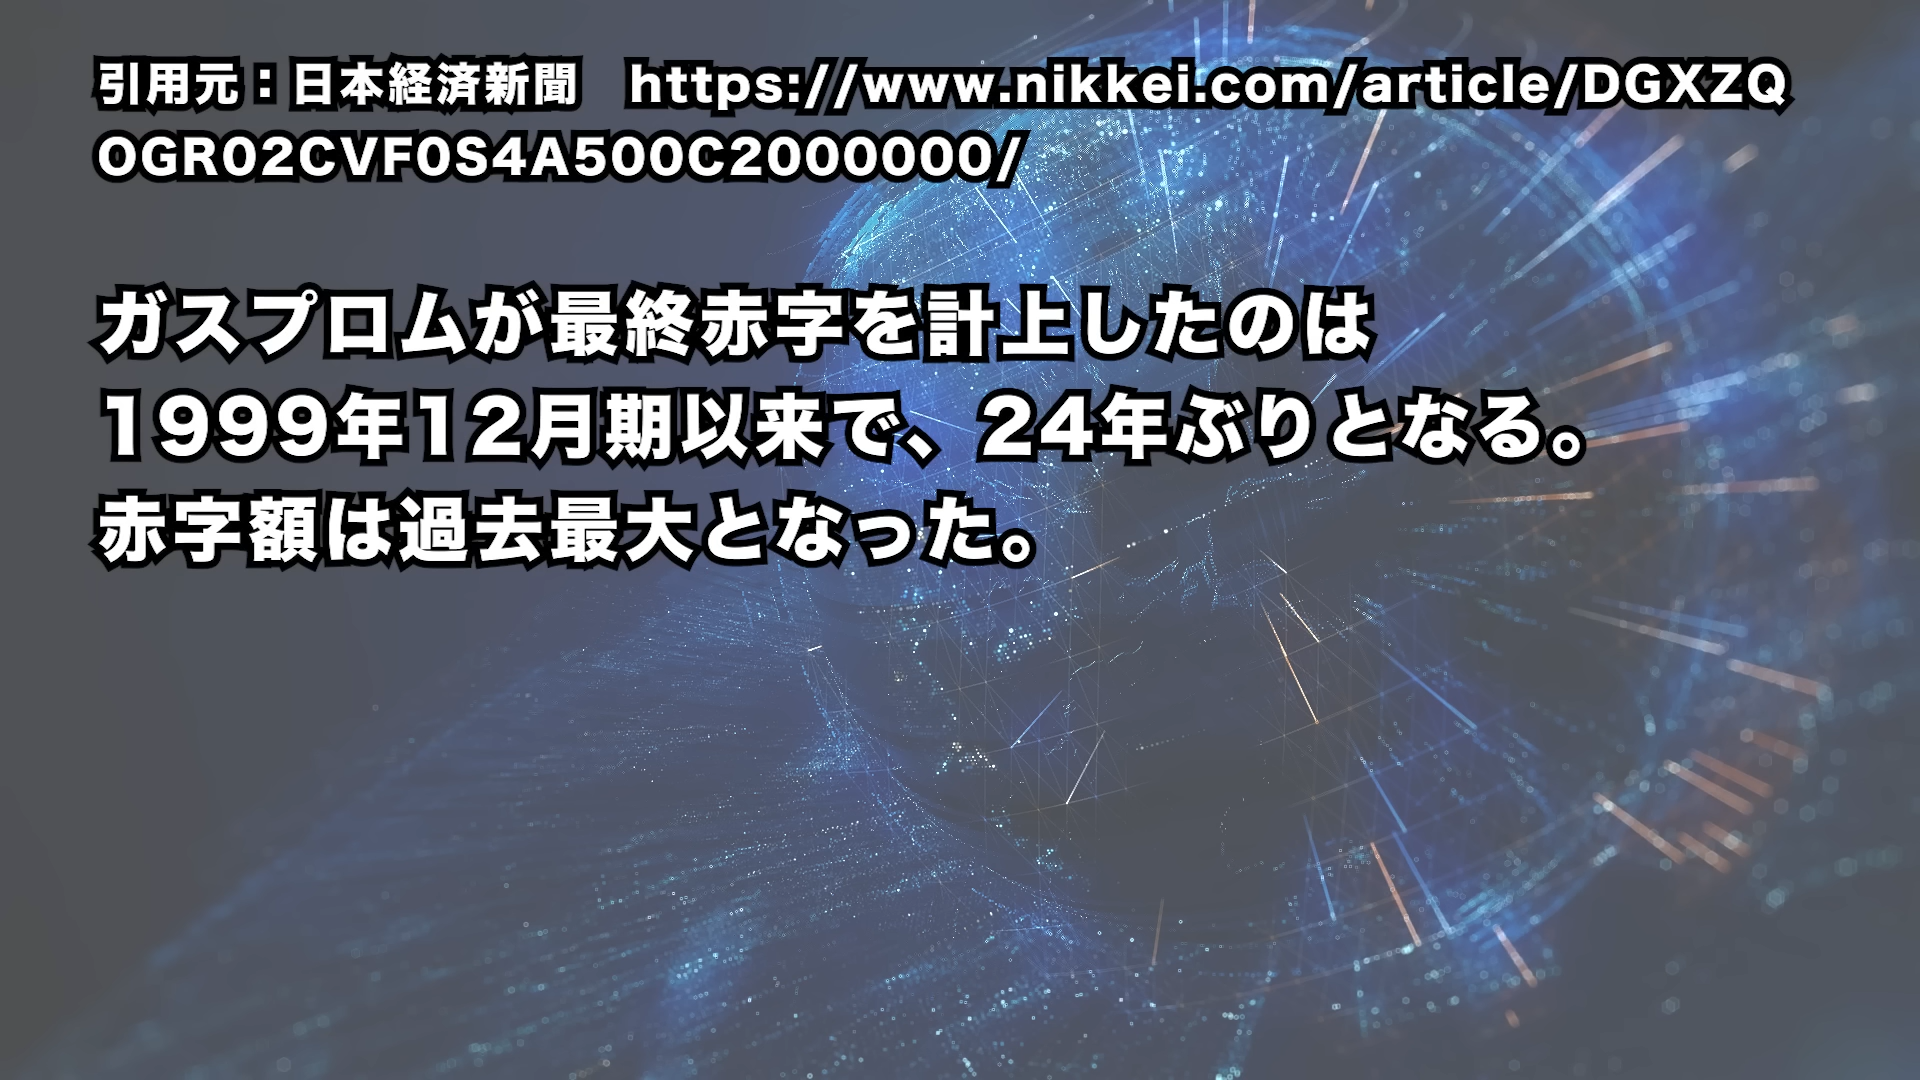 引用元：日本経済新聞　https://www.nikkei.com/article/DGXZQ
OGR02CVF0S4A500C2000000/
ガスプロムが最終赤字を計上したのは
1999年12月期以来で、24年ぶりとなる。
赤字額は過去最大となった。